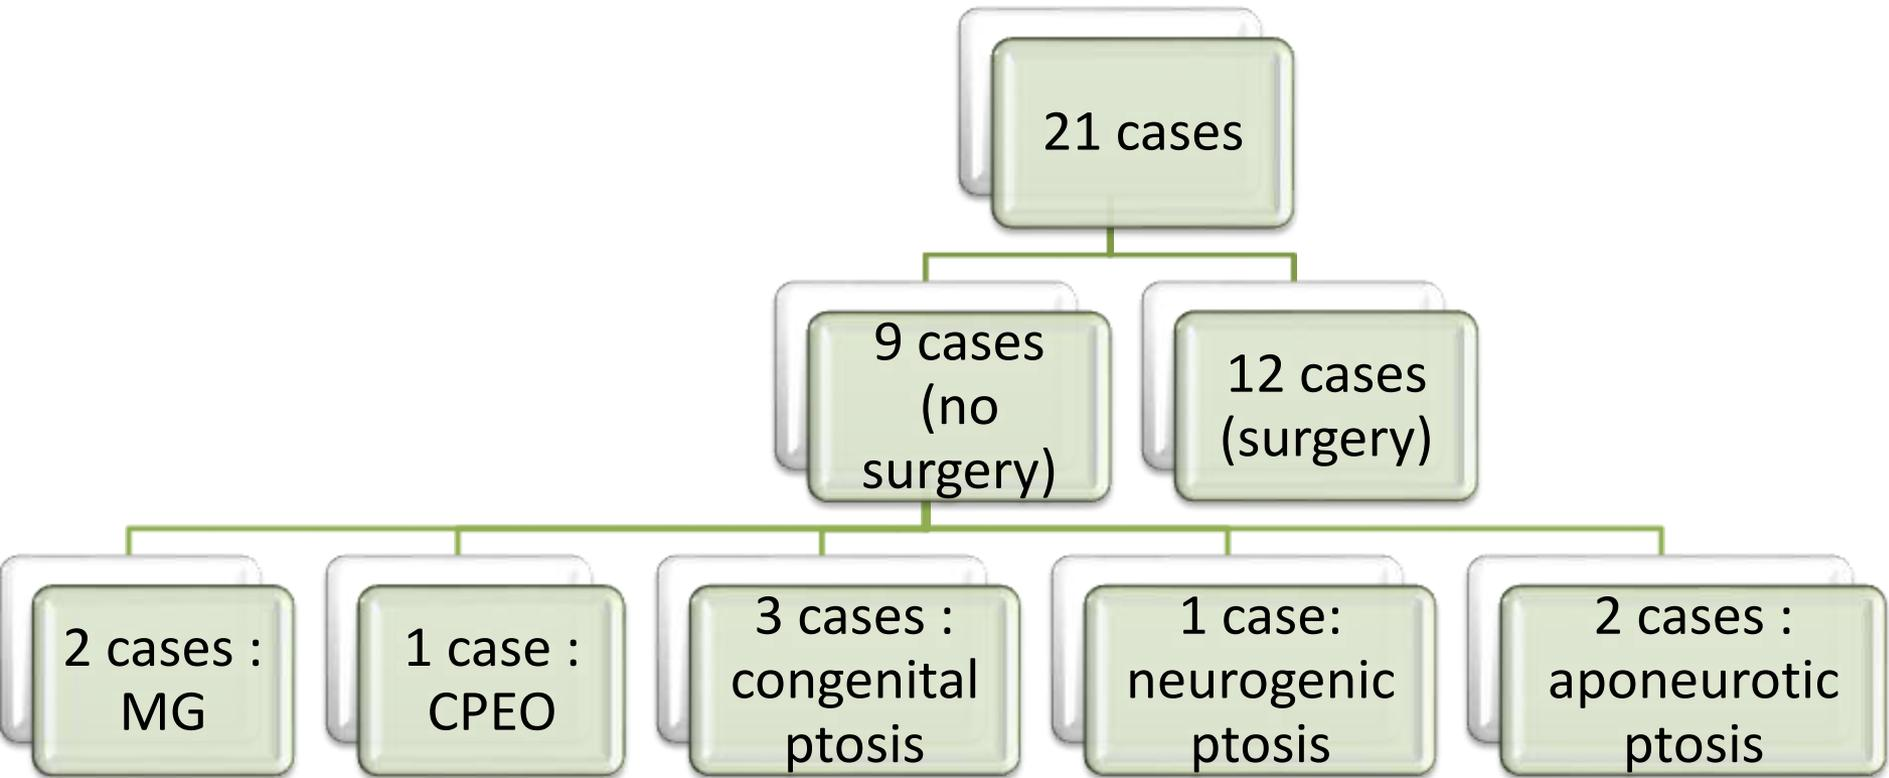 21 cases
9 cases
(no
surgery)
12 cases
(surgery)
2 cases :
MG
1 case :
CPEO
3 cases :
congenital
ptosis
1 case:
neurogenic
ptosis
2 cases :
aponeurotic
ptosis